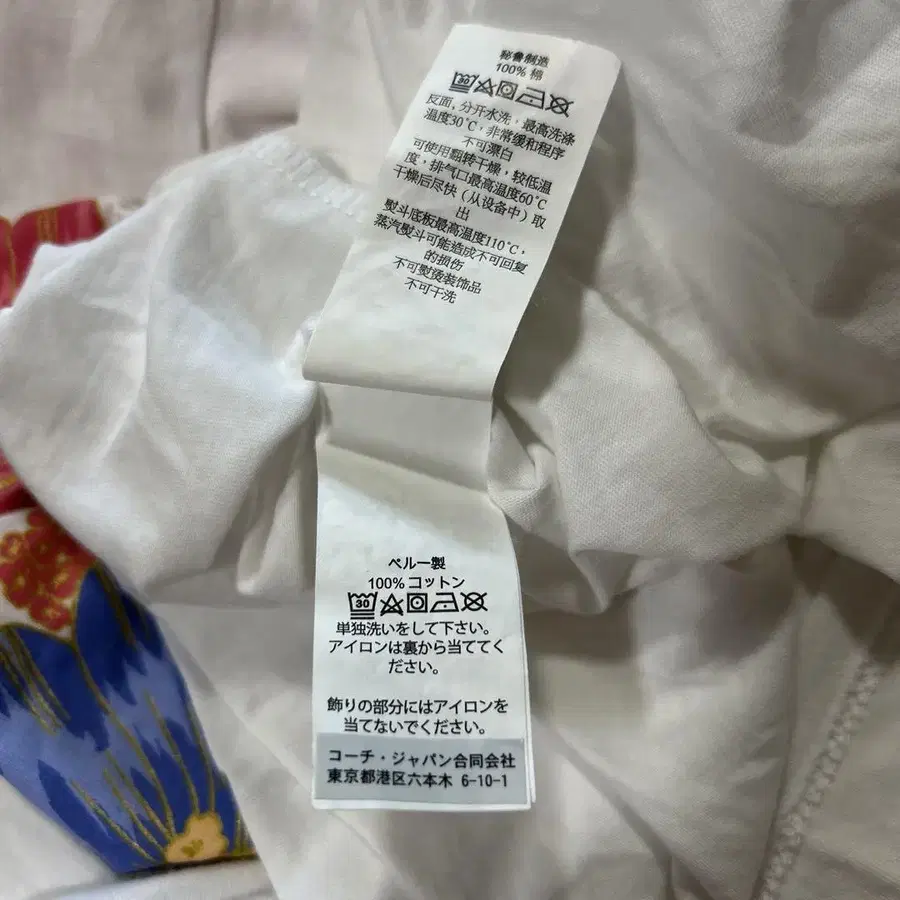 秘鲁制造
100% 棉
30
反面，分开水洗，最高洗涤
温度30℃，非常缓和程序
不可漂白
可使用翻转干燥，较低温
度，排气口最高温度60℃
干燥后尽快（从设备中）取
出
熨斗底板最高温度110℃，
蒸汽熨斗可能造成不可回复
的损伤
不可熨烫装饰品
不可干洗
ペルー製
100% コットン
30
単独洗いをして下さい。
アイロンは裏から当ててく
ださい。
飾りの部分にはアイロンを
当てないでください。
コーチ・ジャパン合同会社
東京都港区六本木 6-10-1